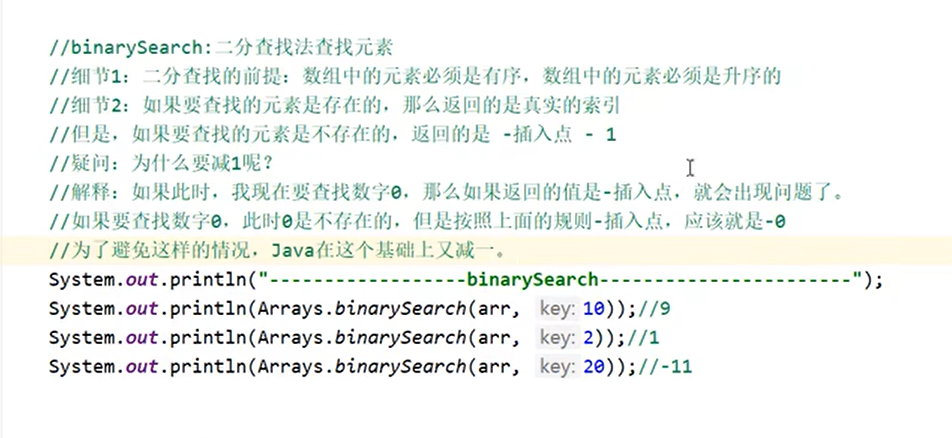 //binarySearch:二分查找法查找元素
//细节1：二分查找的前提：数组中的元素必须是有序，数组中的元素必须是升序的
//细节2：如果要查找的元素是存在的，那么返回的是真实的索引
//但是，如果要查找的元素是不存在的，返回的是 -插入点 - 1
//疑问：为什么要减1呢？
//解释：如果此时，我现在要查找数字0，那么如果返回的值是-插入点，就会出现问题了。
//如果要查找数字0，此时0是不存在的，但是按照上面的规则-插入点，应该就是-0
//为了避免这样的情况，Java在这个基础上又减一。
System.out.println("------------------binarySearch-----------------------");
System.out.println(Arrays.binarySearch(arr, key: 10));//9
System.out.println(Arrays.binarySearch(arr, key: 2));//1
System.out.println(Arrays.binarySearch(arr, key: 20));//-11